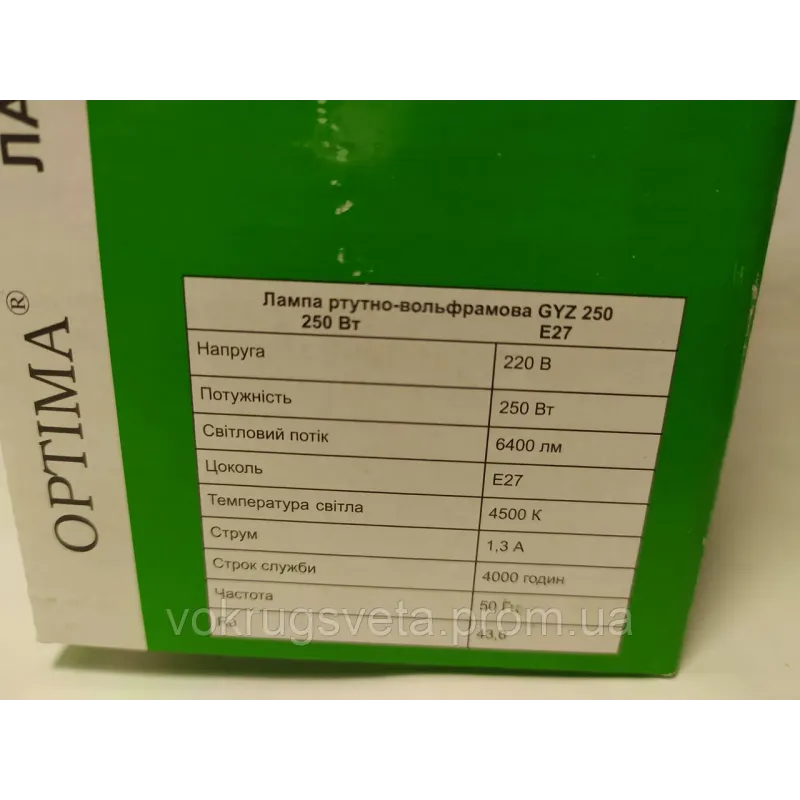 ЛА
OPTIMA®
Лампа ртутно-вольфрамова GYZ 250
250 Вт E27
Напруга 220 В
Потужність 250 Вт
Світловий потік 6400 лм
Цоколь E27
Температура світла 4500 К
Струм 1,3 А
Строк служби 4000 годин
Частота 50 Гц
Ra 43,6
vokrugsveta.prom.ua